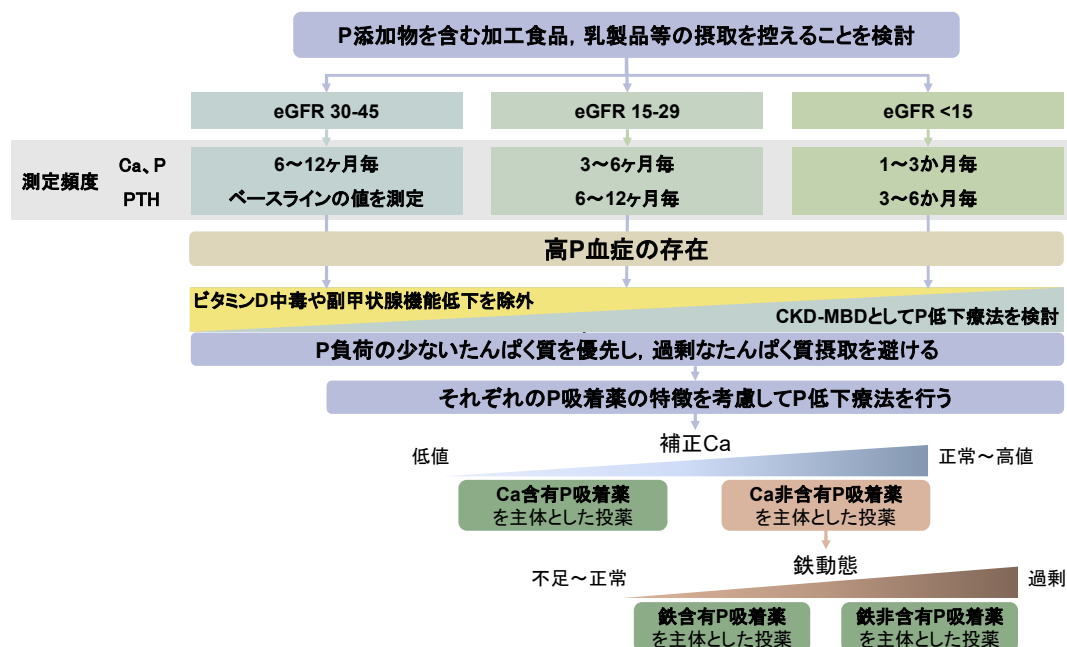 P添加物を含む加工食品，乳製品等の摂取を控えることを検討
eGFR 30-45
eGFR 15-29
eGFR <15
測定頻度
Ca、P
6～12ヶ月毎
3～6ヶ月毎
1～3か月毎
PTH
ベースラインの値を測定
6～12ヶ月毎
3～6か月毎
高P血症の存在
ビタミンD中毒や副甲状腺機能低下を除外
CKD-MBDとしてP低下療法を検討
P負荷の少ないたんぱく質を優先し，過剰なたんぱく質摂取を避ける
それぞれのP吸着薬の特徴を考慮してP低下療法を行う
補正Ca
低値
正常～高値
Ca含有P吸着薬
を主体とした投薬
Ca非含有P吸着薬
を主体とした投薬
鉄動態
不足～正常
過剰
鉄含有P吸着薬
を主体とした投薬
鉄非含有P吸着薬
を主体とした投薬